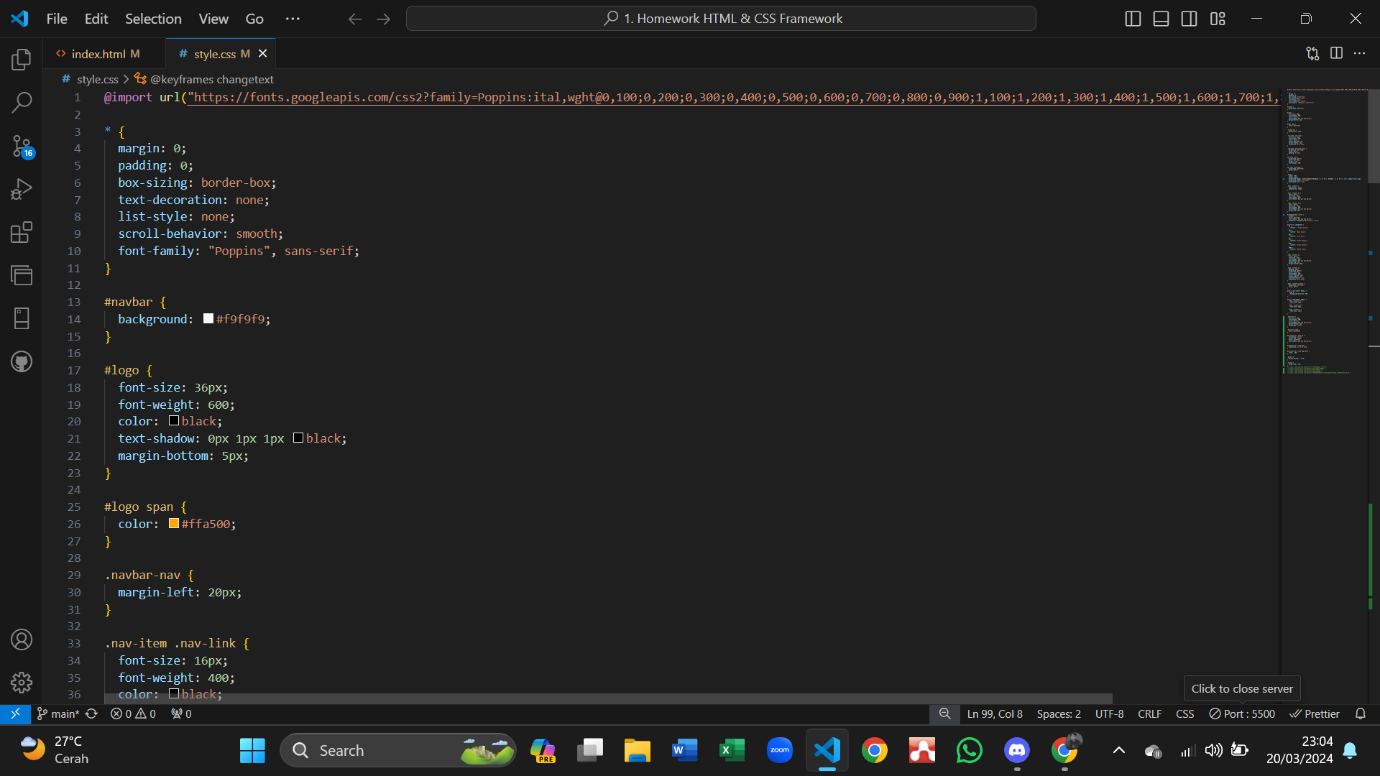 File Edit Selection View Go ··· 1. Homework HTML & CSS Framework
index.html M # style.css M
# style.css > @keyframes changetext
1 @import url("https://fonts.googleapis.com/css2?family=Poppins:ital,wght@0,100;0,200;0,300;0,400;0,500;0,600;0,700;0,800;0,900;1,100;1,200;1,300;1,400;1,500;1,600;1,700;1,
2
3 * {
4 margin: 0;
5 padding: 0;
6 box-sizing: border-box;
7 text-decoration: none;
8 list-style: none;
9 scroll-behavior: smooth;
10 font-family: "Poppins", sans-serif;
11 }
12
13 #navbar {
14 background: #f9f9f9;
15 }
16
17 #logo {
18 font-size: 36px;
19 font-weight: 600;
20 color: black;
21 text-shadow: 0px 1px 1px black;
22 margin-bottom: 5px;
23 }
24
25 #logo span {
26 color: #ffa500;
27 }
28
29 .navbar-nav {
30 margin-left: 20px;
31 }
32
33 .nav-item .nav-link {
34 font-size: 16px;
35 font-weight: 400;
36 color: black;
16
Click to close server
main* 0 0 0 Ln 99, Col 8 Spaces: 2 UTF-8 CRLF CSS Port : 5500 Prettier
27°C
Cerah
Search
PRE
W
X
zoom
23:04
20/03/2024